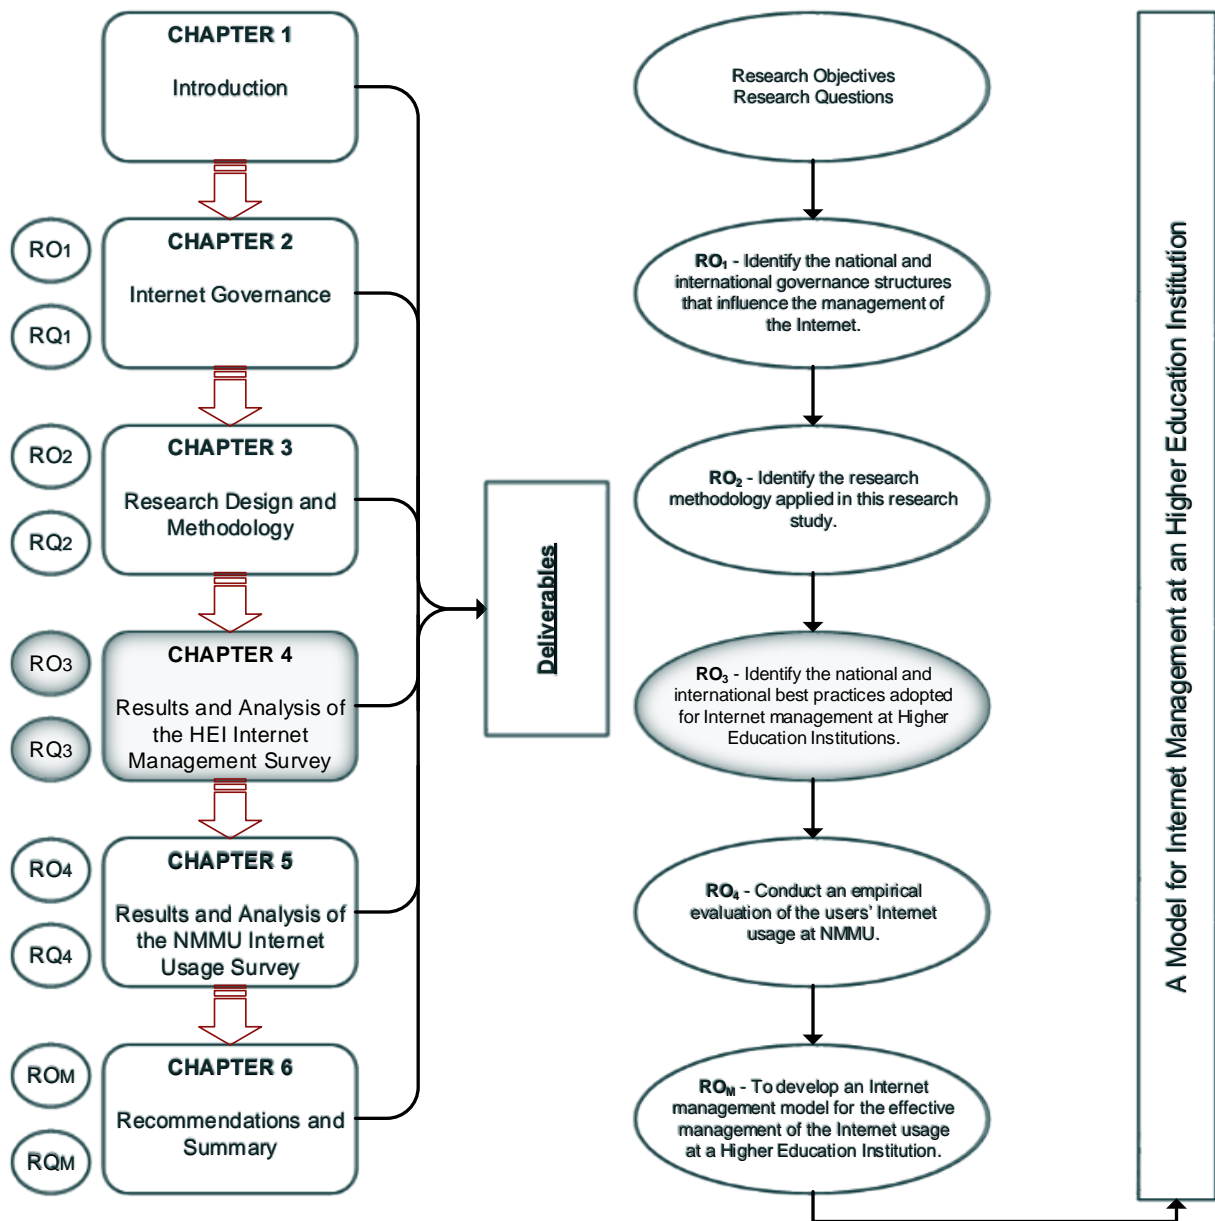 CHAPTER 1
Introduction
RO1
RQ1
CHAPTER 2
Internet Governance
RO2
RQ2
CHAPTER 3
Research Design and
Methodology
RO3
RQ3
CHAPTER 4
Results and Analysis of
the HEI Internet
Management Survey
RO4
RQ4
CHAPTER 5
Results and Analysis of
the NMMU Internet
Usage Survey
ROM
RQM
CHAPTER 6
Recommendations and
Summary
Deliverables
Research Objectives
Research Questions
RO1 - Identify the national and
international governance structures
that influence the management of
the Internet.
RO2 - Identify the research
methodology applied in this research
study.
RO3 - Identify the national and
international best practices adopted
for Internet management at Higher
Education Institutions.
RO4 - Conduct an empirical
evaluation of the users' Internet
usage at NMMU.
ROM - To develop an Internet
management model for the effective
management of the Internet usage
at a Higher Education Institution.
A Model for Internet Management at an Higher Education Institution